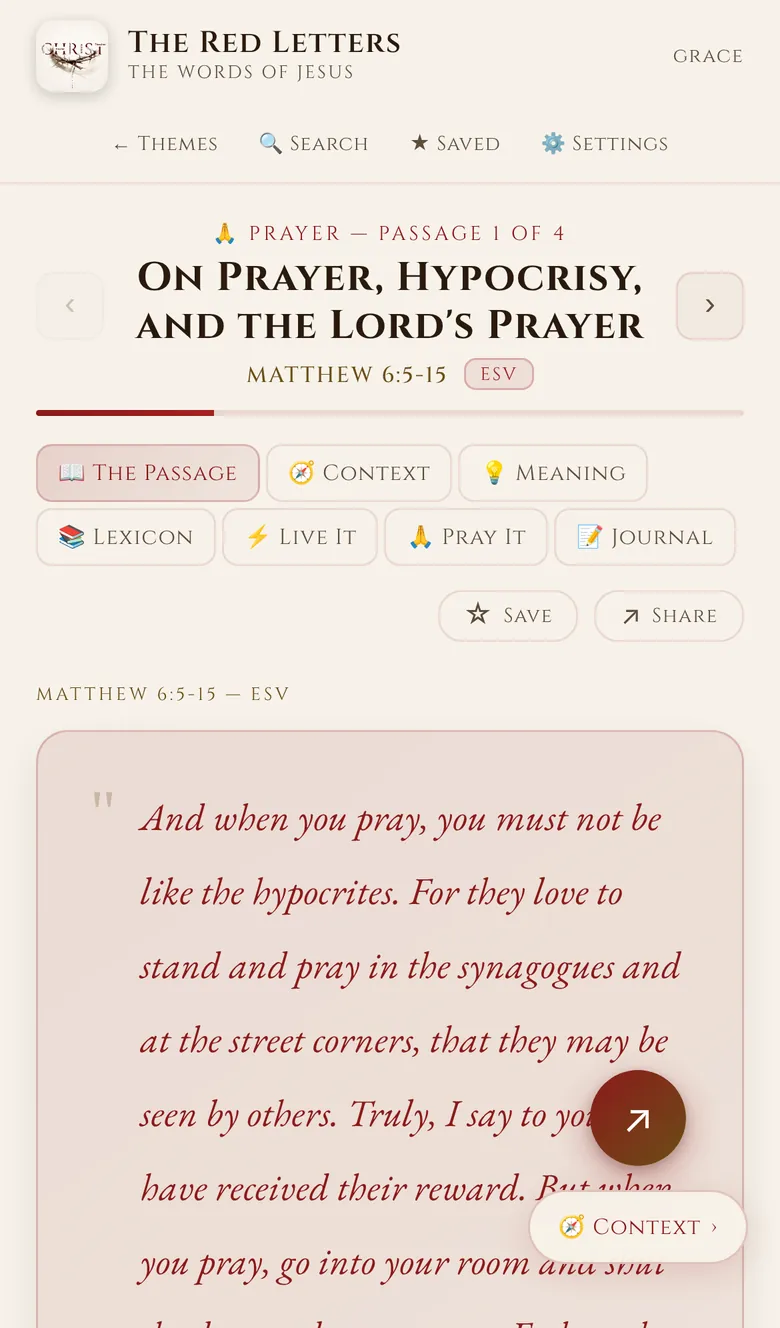 CHRIST
The Red Letters
THE WORDS OF JESUS
GRACE
← Themes
🔍 Search
★ Saved
⚙️ Settings
🙏 PRAYER — PASSAGE 1 OF 4
‹
On Prayer, Hypocrisy,
and the Lord's Prayer
›
MATTHEW 6:5-15 ESV
📖 The Passage
🧭 Context
💡 Meaning
📚 Lexicon
⚡ Live It
🙏 Pray It
📝 Journal
☆ Save
↗ Share
MATTHEW 6:5-15 — ESV
"
And when you pray, you must not be
like the hypocrites. For they love to
stand and pray in the synagogues and
at the street corners, that they may be
seen by others. Truly, I say to
↗
have received their reward. But when
🧭 Context ›
you pray, go into your room and shut